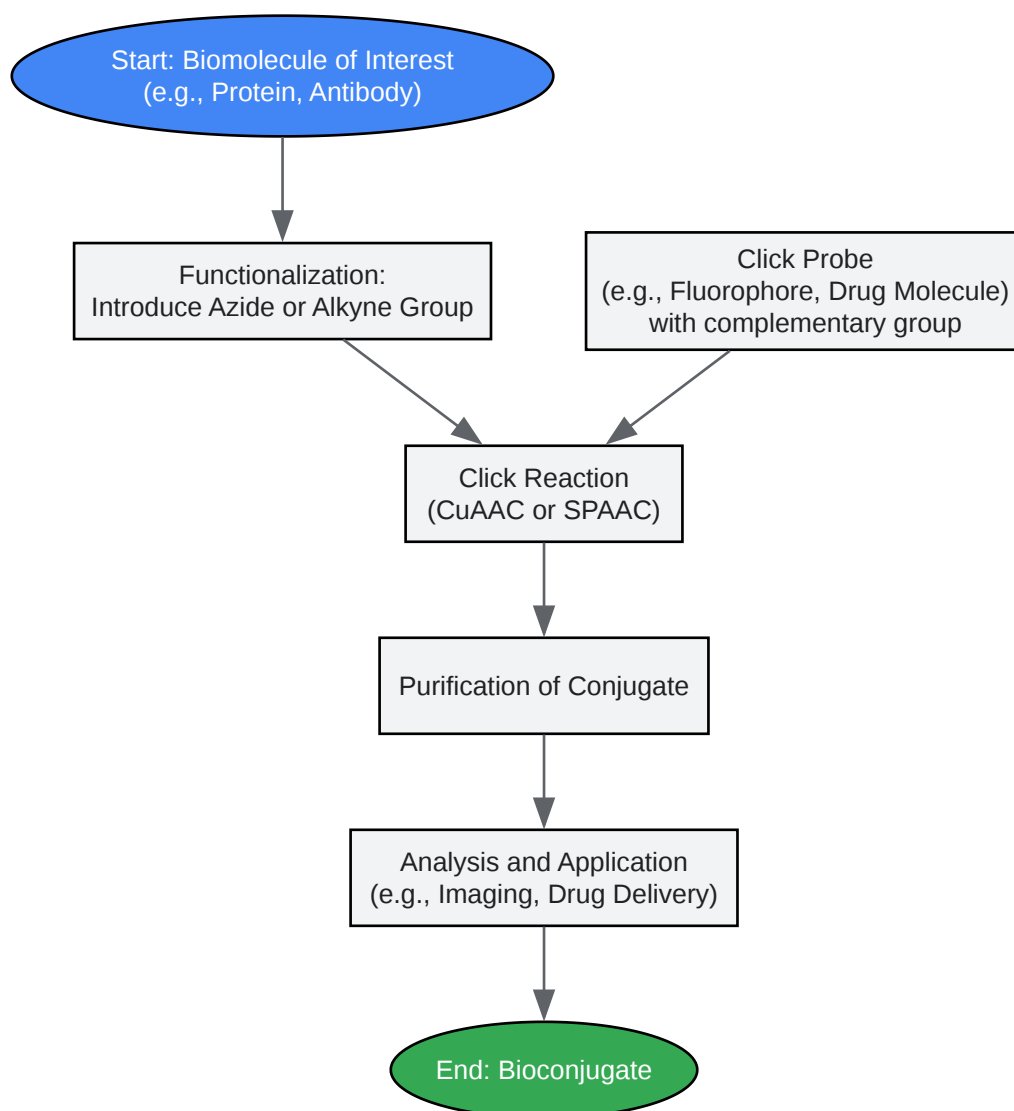 Start: Biomolecule of Interest
(e.g., Protein, Antibody)
Functionalization:
Introduce Azide or Alkyne Group
Click Probe
(e.g., Fluorophore, Drug Molecule)
with complementary group
Click Reaction
(CuAAC or SPAAC)
Purification of Conjugate
Analysis and Application
(e.g., Imaging, Drug Delivery)
End: Bioconjugate